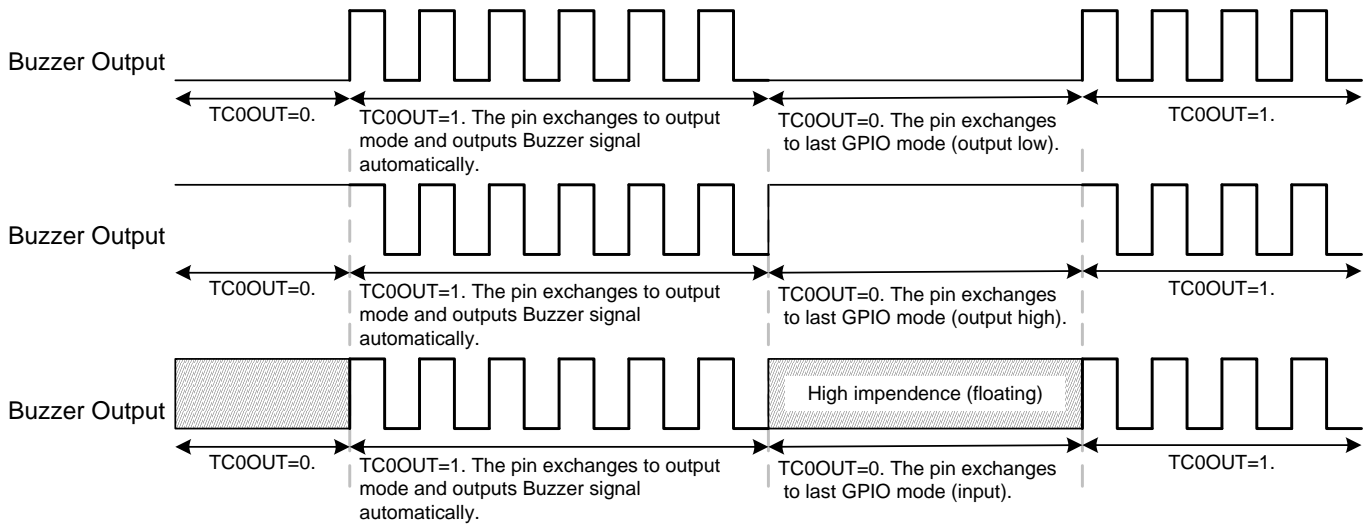 Buzzer Output
TC0OUT=0.
TC0OUT=1. The pin exchanges to output
mode and outputs Buzzer signal
automatically.
TC0OUT=0. The pin exchanges
to last GPIO mode (output low).
TC0OUT=1.
Buzzer Output
TC0OUT=0.
TC0OUT=1. The pin exchanges to output
mode and outputs Buzzer signal
automatically.
TC0OUT=0. The pin exchanges
to last GPIO mode (output high).
TC0OUT=1.
Buzzer Output
High impendence (floating)
TC0OUT=0.
TC0OUT=1. The pin exchanges to output
mode and outputs Buzzer signal
automatically.
TC0OUT=0. The pin exchanges
to last GPIO mode (input).
TC0OUT=1.